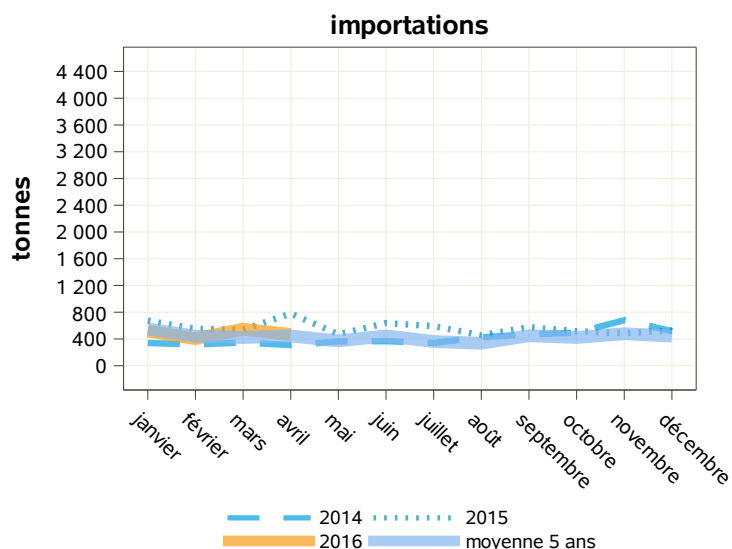 importations
tonnes
4 400
4 000
3 600
3 200
2 800
2 400
2 000
1 600
1 200
800
400
0
janvier
février
mars
avril
mai
juin
juillet
août
septembre
octobre
novembre
décembre
2014 2015
2016 moyenne 5 ans